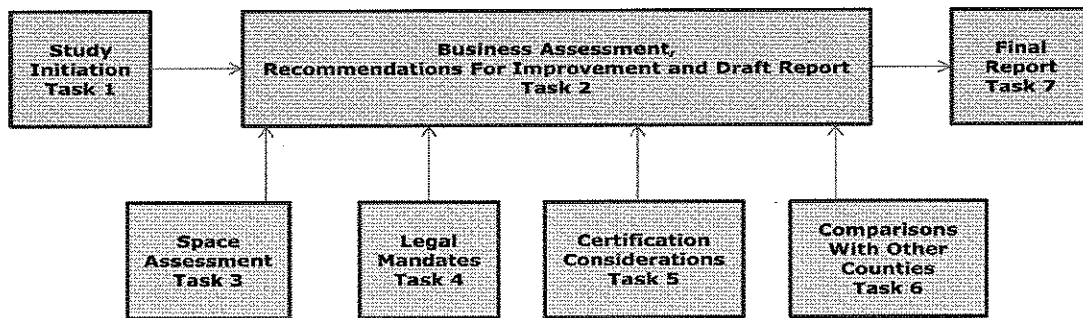 Study
Initiation
Task 1
Business Assessment,
Recommendations For Improvement and Draft Report
Task 2
Final
Report
Task 7
Space
Assessment
Task 3
Legal
Mandates
Task 4
Certification
Considerations
Task 5
Comparisons
With Other
Counties
Task 6